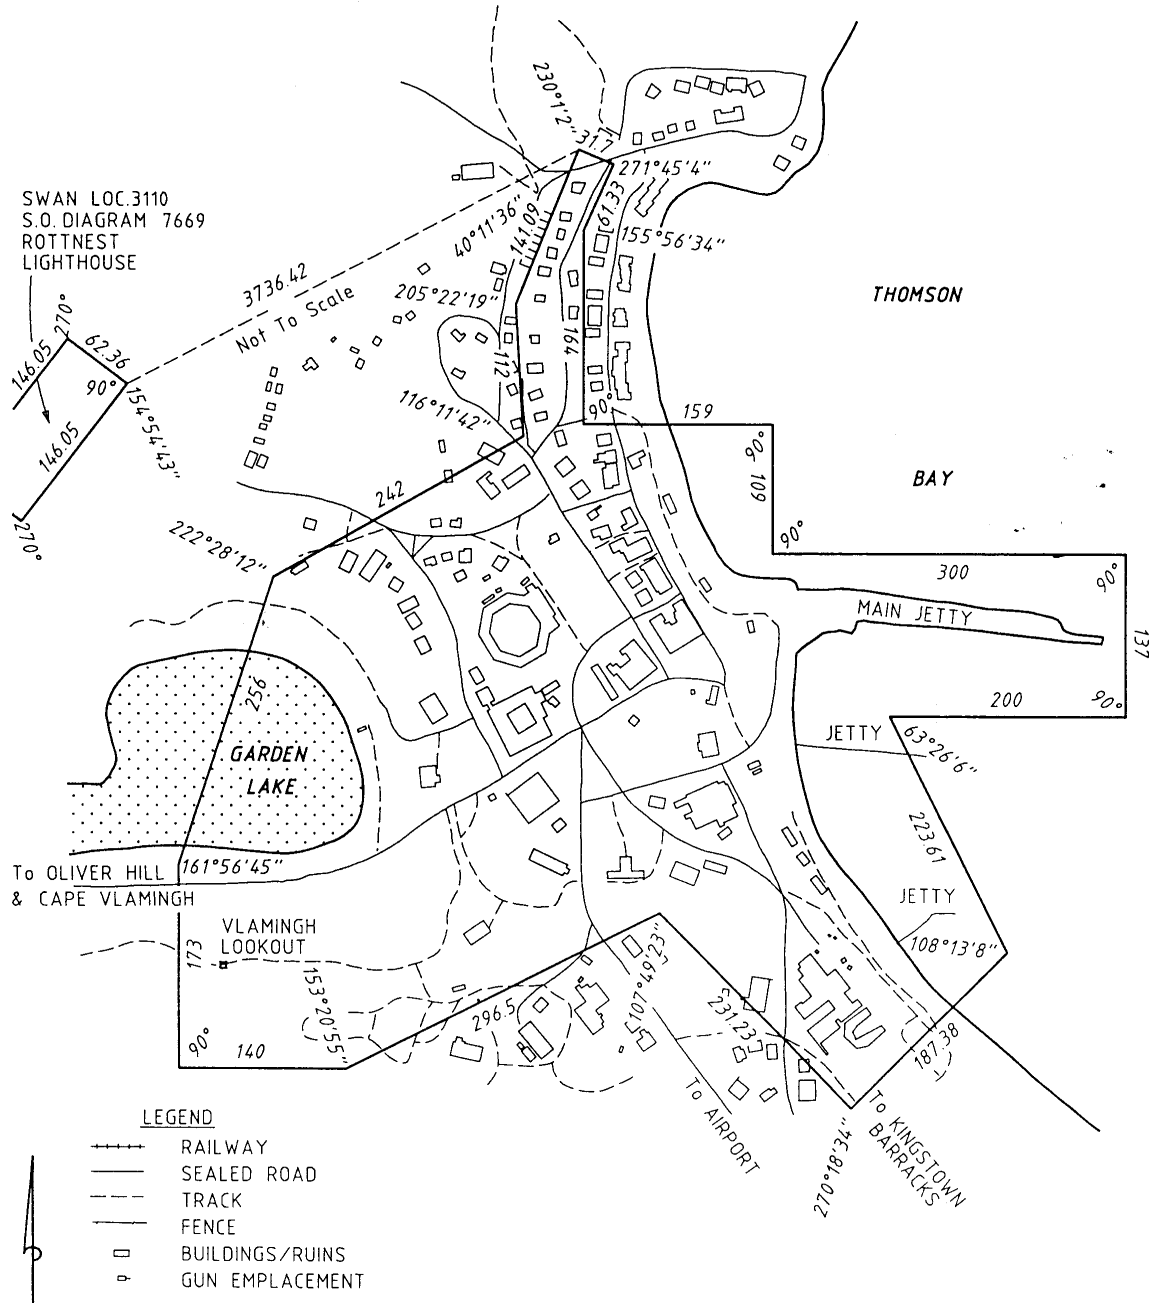 230°1'2"
31.7
271°45'4"
SWAN LOC.3110
S.O. DIAGRAM 7669
ROTTNEST
LIGHTHOUSE
40°11'36"
141.09
61.33
155°56'34"
3736.42
Not To Scale
205°22'19"
THOMSON
270°
62.36
146.05
90°
154°54'43"
146.05
270°
112
164
116°11'42"
90°
159
90°
109
BAY
242
222°28'12"
90°
300
90°
MAIN JETTY
137
256
200
90°
JETTY
63°26'6"
GARDEN
LAKE
223.61
To OLIVER HILL
& CAPE VLAMINGH
161°56'45"
JETTY
108°13'8"
VLAMINGH
LOOKOUT
173
153°20'55"
107°49'23"
296.5
231.23
187.38
90°
140
To AIRPORT
To KINGSTOWN
BARRACKS
270°18'34"
LEGEND
RAILWAY
SEALED ROAD
TRACK
FENCE
BUILDINGS/RUINS
GUN EMPLACEMENT